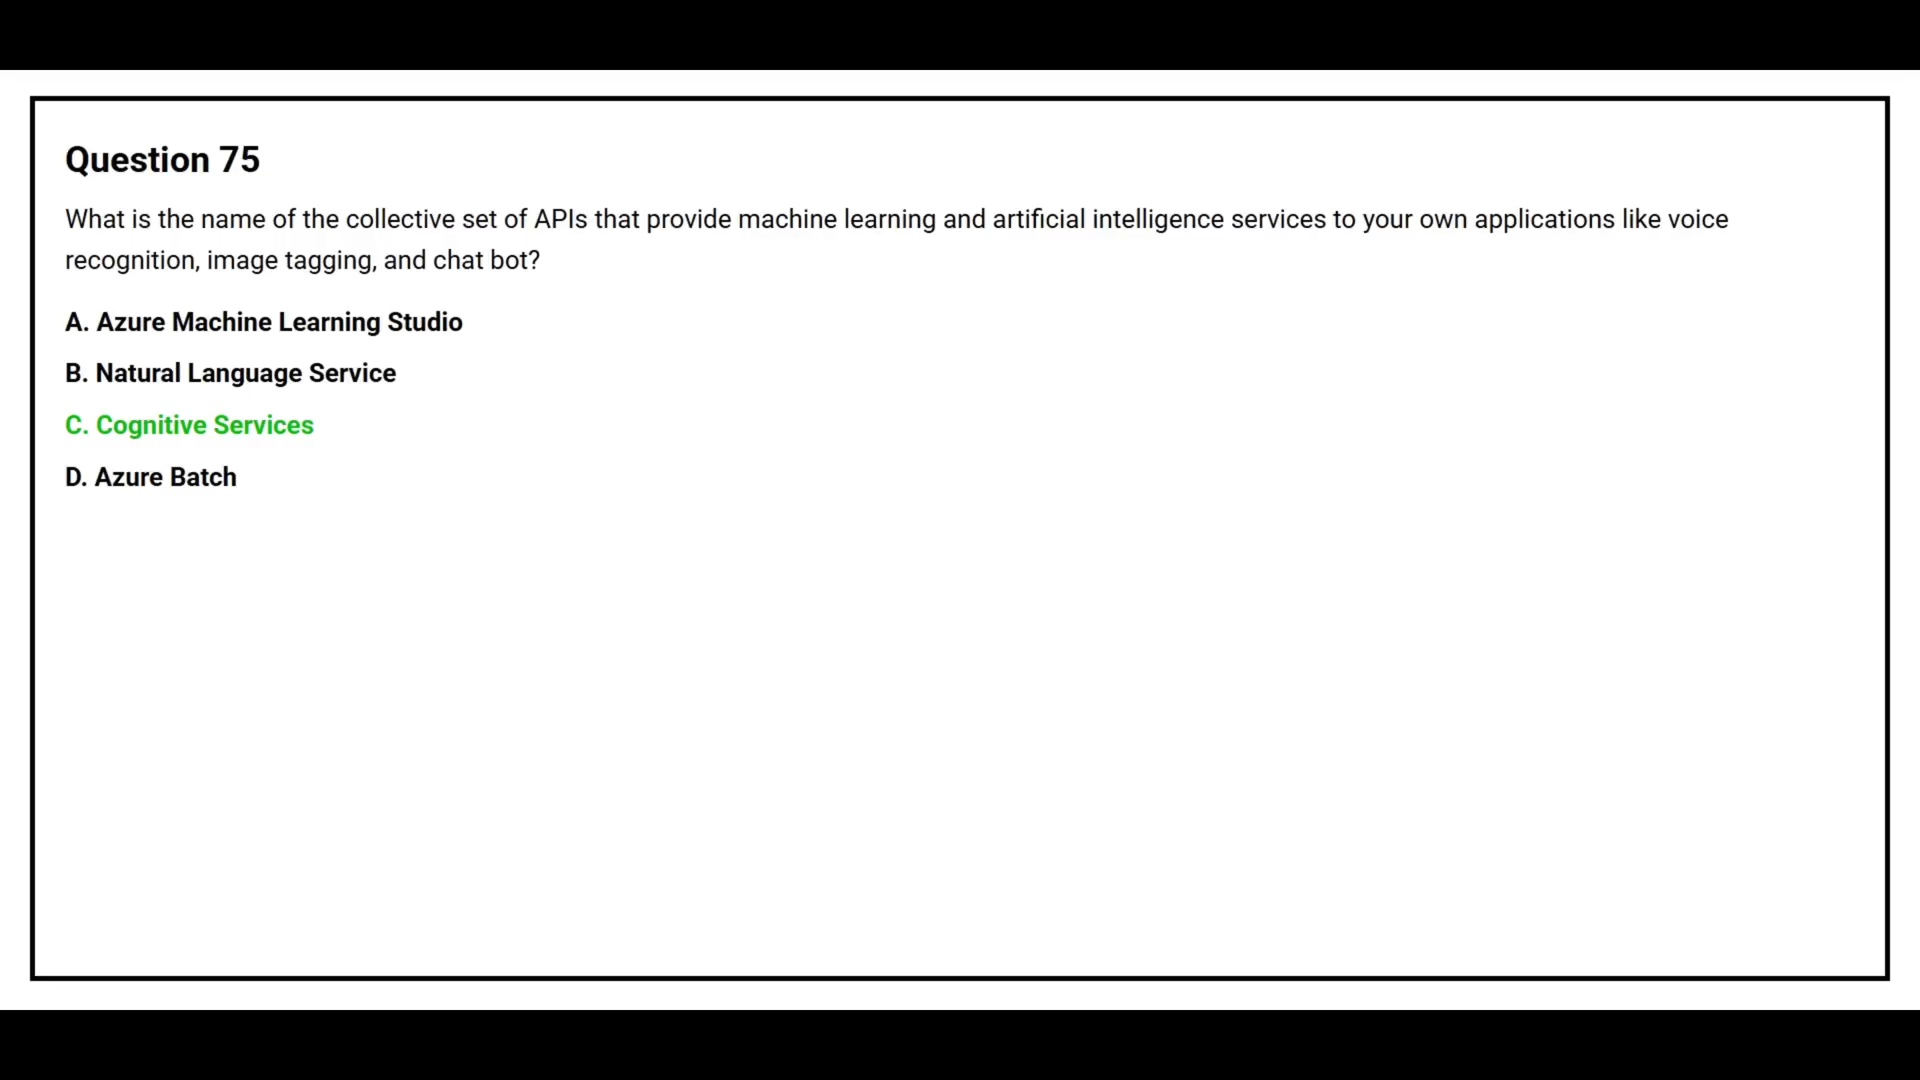 Question 75
What is the name of the collective set of APIs that provide machine learning and artificial intelligence services to your own applications like voice
recognition, image tagging, and chat bot?
A. Azure Machine Learning Studio
B. Natural Language Service
C. Cognitive Services
D. Azure Batch